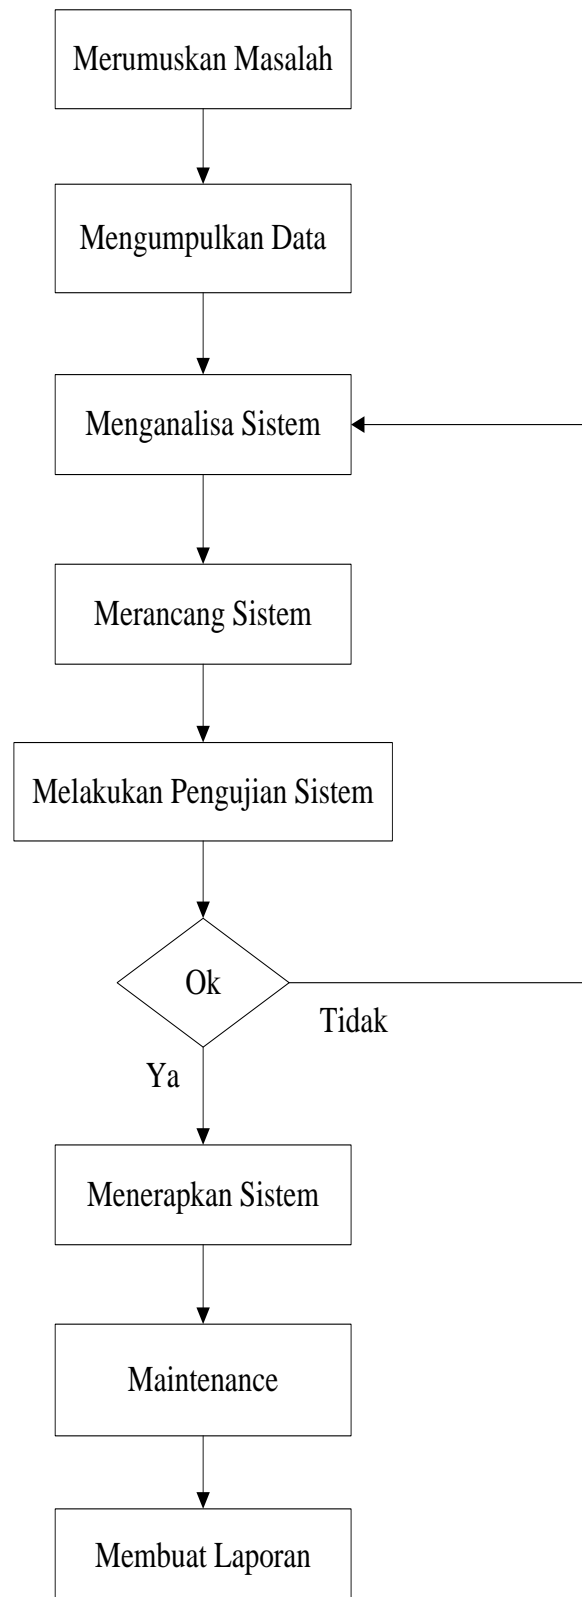 Merumuskan Masalah
Mengumpulkan Data
Menganalisa Sistem
Merancang Sistem
Melakukan Pengujian Sistem
Ok
Tidak
Ya
Menerapkan Sistem
Maintenance
Membuat Laporan